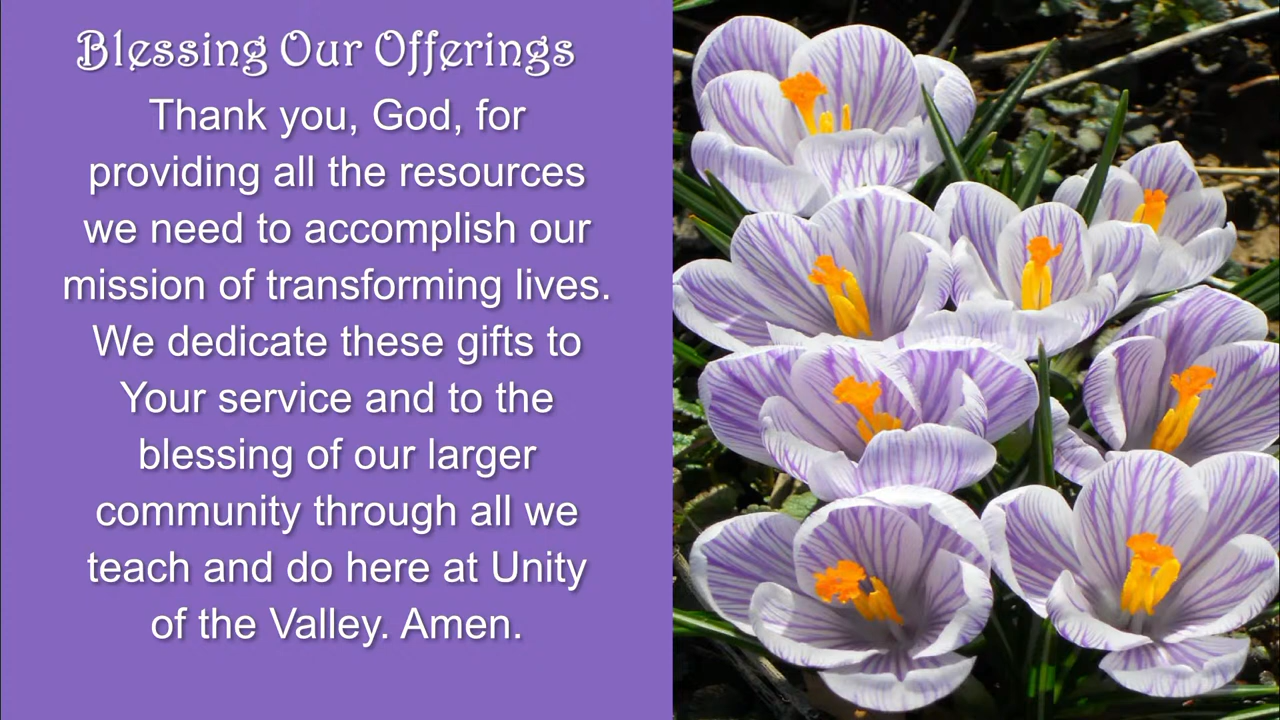 Blessing Our Offerings
Thank you, God, for
providing all the resources
we need to accomplish our
mission of transforming lives.
We dedicate these gifts to
Your service and to the
blessing of our larger
community through all we
teach and do here at Unity
of the Valley. Amen.